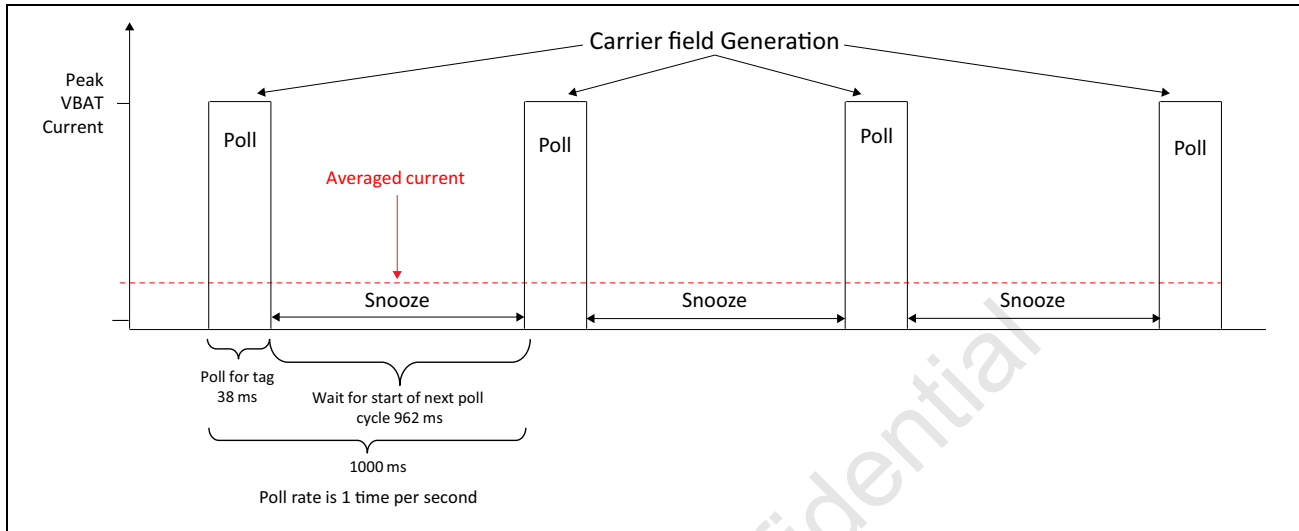 Carrier field Generation
Peak
VBAT
Current
Poll
Poll
Poll
Poll
Averaged current
Snooze
Snooze
Snooze
Poll for tag
38 ms
Wait for start of next poll
cycle 962 ms
1000 ms
Poll rate is 1 time per second
fidential